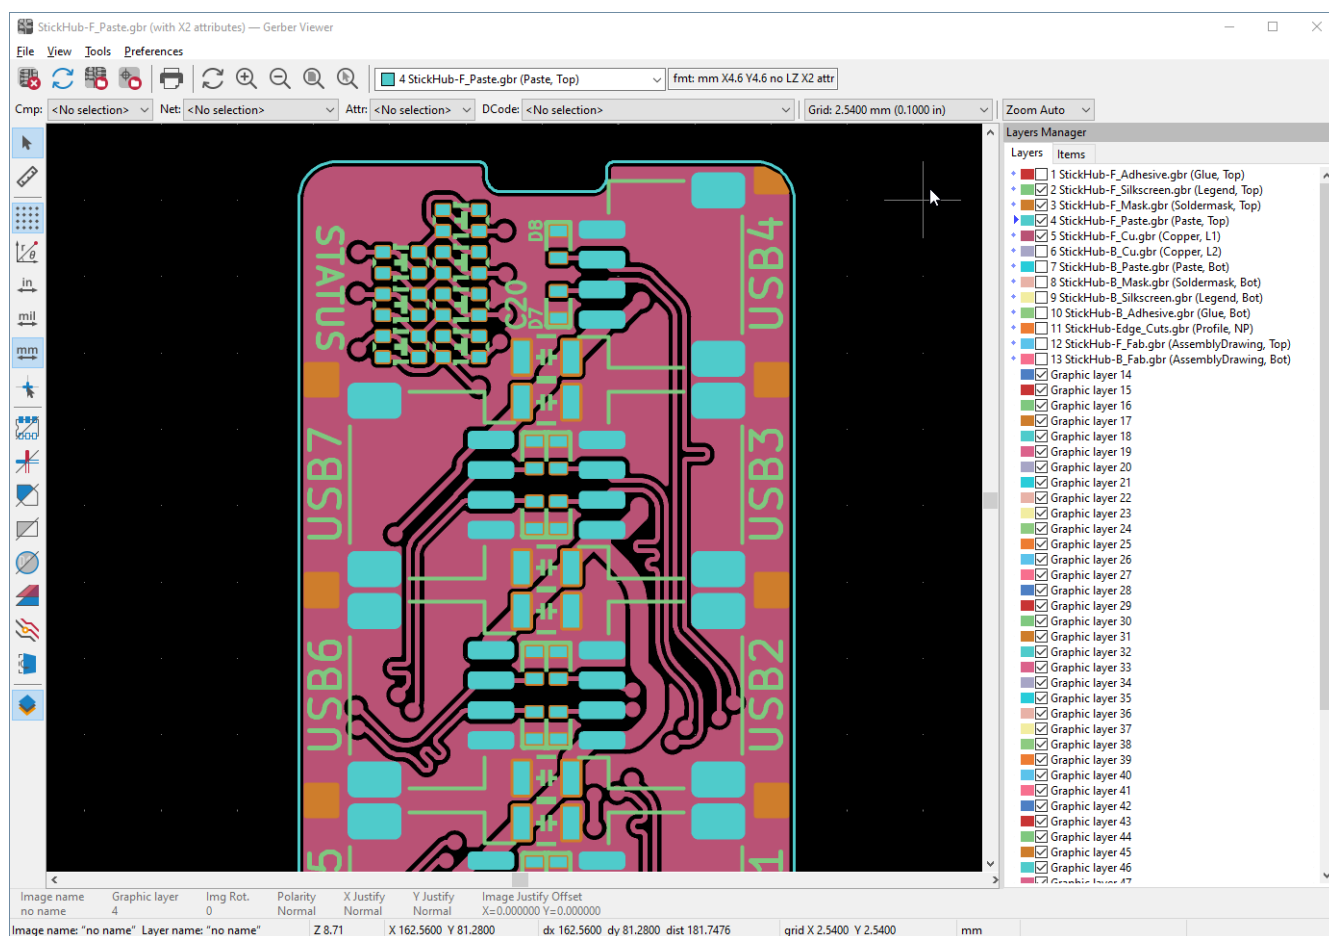 StickHub-F_Paste.gbr (with X2 attributes) — Gerber Viewer
File View Tools Preferences
4 StickHub-F_Paste.gbr (Paste, Top) fmt: mm X4.6 Y4.6 no LZ X2 attr
Cmp: <No selection> Net: <No selection> Attr: <No selection> DCode: <No selection> Grid: 2.5400 mm (0.1000 in) Zoom Auto
Layers Manager
Layers Items
1 StickHub-F_Adhesive.gbr (Glue, Top)
2 StickHub-F_Silkscreen.gbr (Legend, Top)
3 StickHub-F_Mask.gbr (Soldermask, Top)
4 StickHub-F_Paste.gbr (Paste, Top)
5 StickHub-F_Cu.gbr (Copper, L1)
6 StickHub-B_Cu.gbr (Copper, L2)
7 StickHub-B_Paste.gbr (Paste, Bot)
8 StickHub-B_Mask.gbr (Soldermask, Bot)
9 StickHub-B_Silkscreen.gbr (Legend, Bot)
10 StickHub-B_Adhesive.gbr (Glue, Bot)
11 StickHub-Edge_Cuts.gbr (Profile, NP)
12 StickHub-F_Fab.gbr (AssemblyDrawing, Top)
13 StickHub-B_Fab.gbr (AssemblyDrawing, Bot)
Graphic layer 14
Graphic layer 15
Graphic layer 16
Graphic layer 17
Graphic layer 18
Graphic layer 19
Graphic layer 20
Graphic layer 21
Graphic layer 22
Graphic layer 23
Graphic layer 24
Graphic layer 25
Graphic layer 26
Graphic layer 27
Graphic layer 28
Graphic layer 29
Graphic layer 30
Graphic layer 31
Graphic layer 32
Graphic layer 33
Graphic layer 34
Graphic layer 35
Graphic layer 36
Graphic layer 37
Graphic layer 38
Graphic layer 39
Graphic layer 40
Graphic layer 41
Graphic layer 42
Graphic layer 43
Graphic layer 44
Graphic layer 45
Graphic layer 46
Graphic layer 47
r θ
in
mil
mm
STATUS
D8
C20
D7
USB4
USB7
USB3
USB6
USB2
5
1
Image name Graphic layer Img Rot. Polarity X Justify Y Justify Image Justify Offset
no name 4 0 Normal Normal Normal X=0.000000 Y=0.000000
Image name: "no name" Layer name: "no name" Z 8.71 X 162.5600 Y 81.2800 dx 162.5600 dy 81.2800 dist 181.7476 grid X 2.5400 Y 2.5400 mm